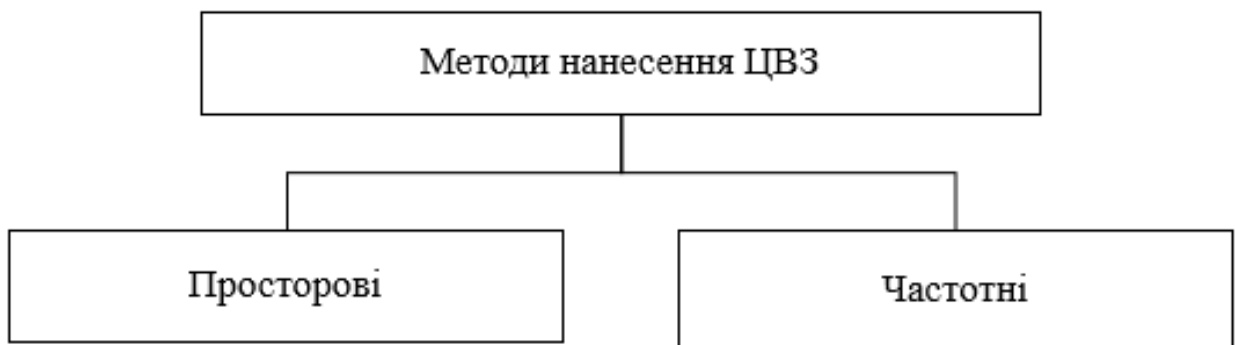 Методи нанесення ЦВЗ
Просторові
Частотні